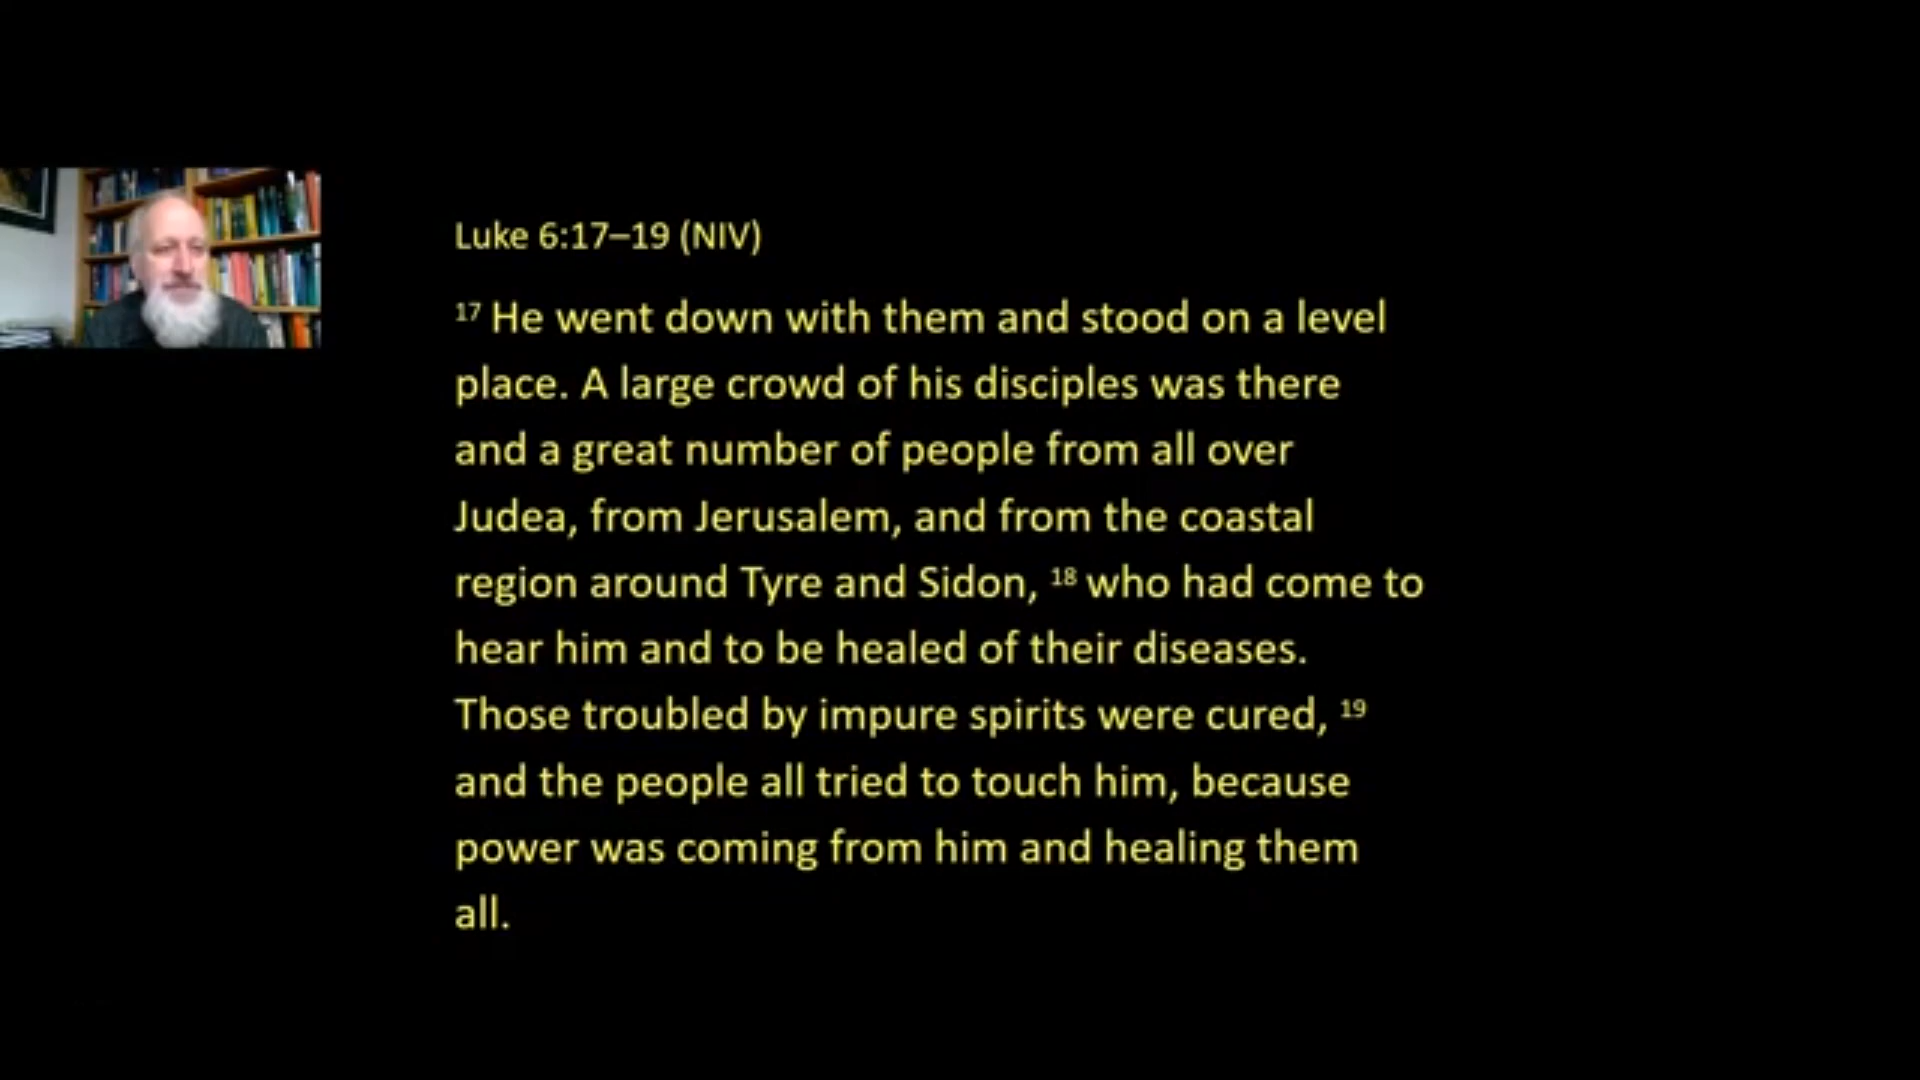 Luke 6:17–19 (NIV)
17 He went down with them and stood on a level
place. A large crowd of his disciples was there
and a great number of people from all over
Judea, from Jerusalem, and from the coastal
region around Tyre and Sidon, 18 who had come to
hear him and to be healed of their diseases.
Those troubled by impure spirits were cured, 19
and the people all tried to touch him, because
power was coming from him and healing them
all.